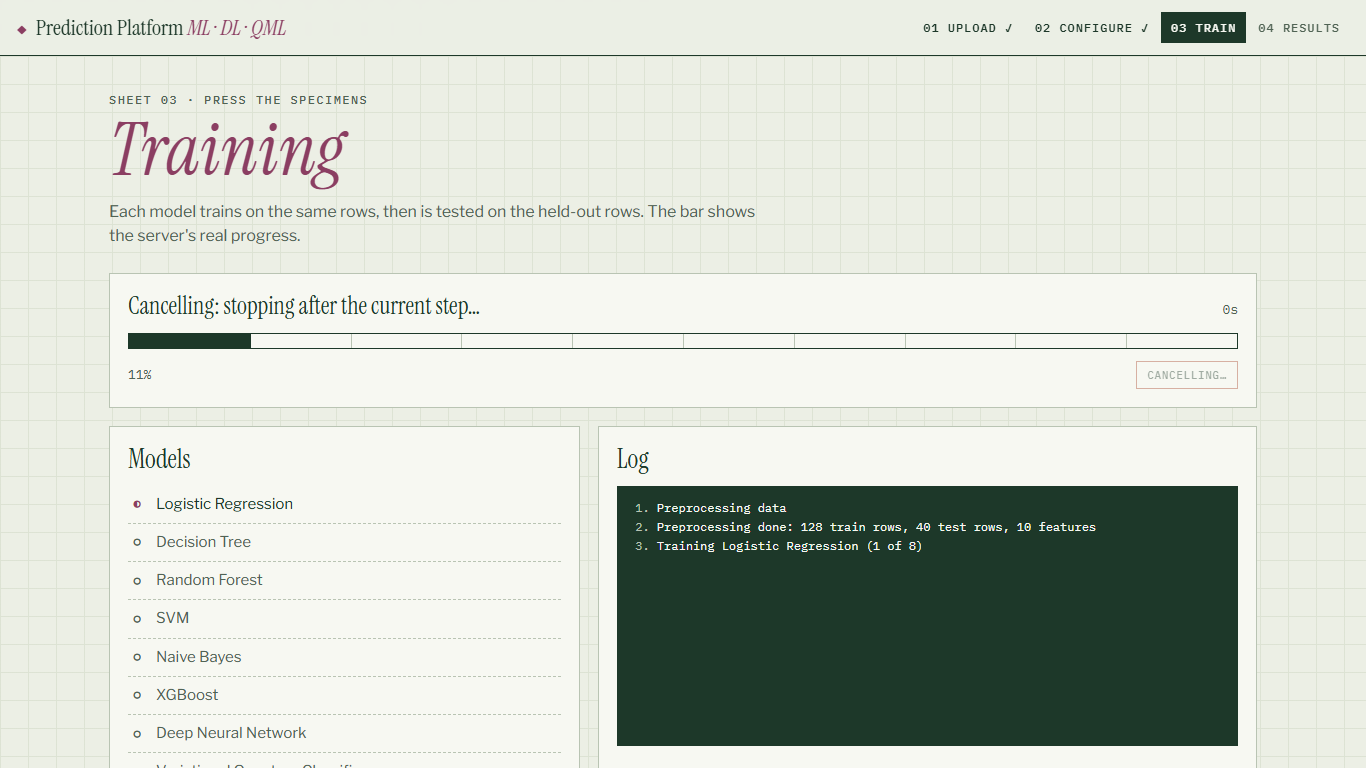 Prediction Platform ML · DL · QML
01 UPLOAD ✓ 02 CONFIGURE ✓ 03 TRAIN 04 RESULTS
SHEET 03 · PRESS THE SPECIMENS
Training
Each model trains on the same rows, then is tested on the held-out rows. The bar shows
the server's real progress.
Cancelling: stopping after the current step…
0s
11%
CANCELLING…
Models
Logistic Regression
Decision Tree
Random Forest
SVM
Naive Bayes
XGBoost
Deep Neural Network
Log
1. Preprocessing data
2. Preprocessing done: 128 train rows, 40 test rows, 10 features
3. Training Logistic Regression (1 of 8)